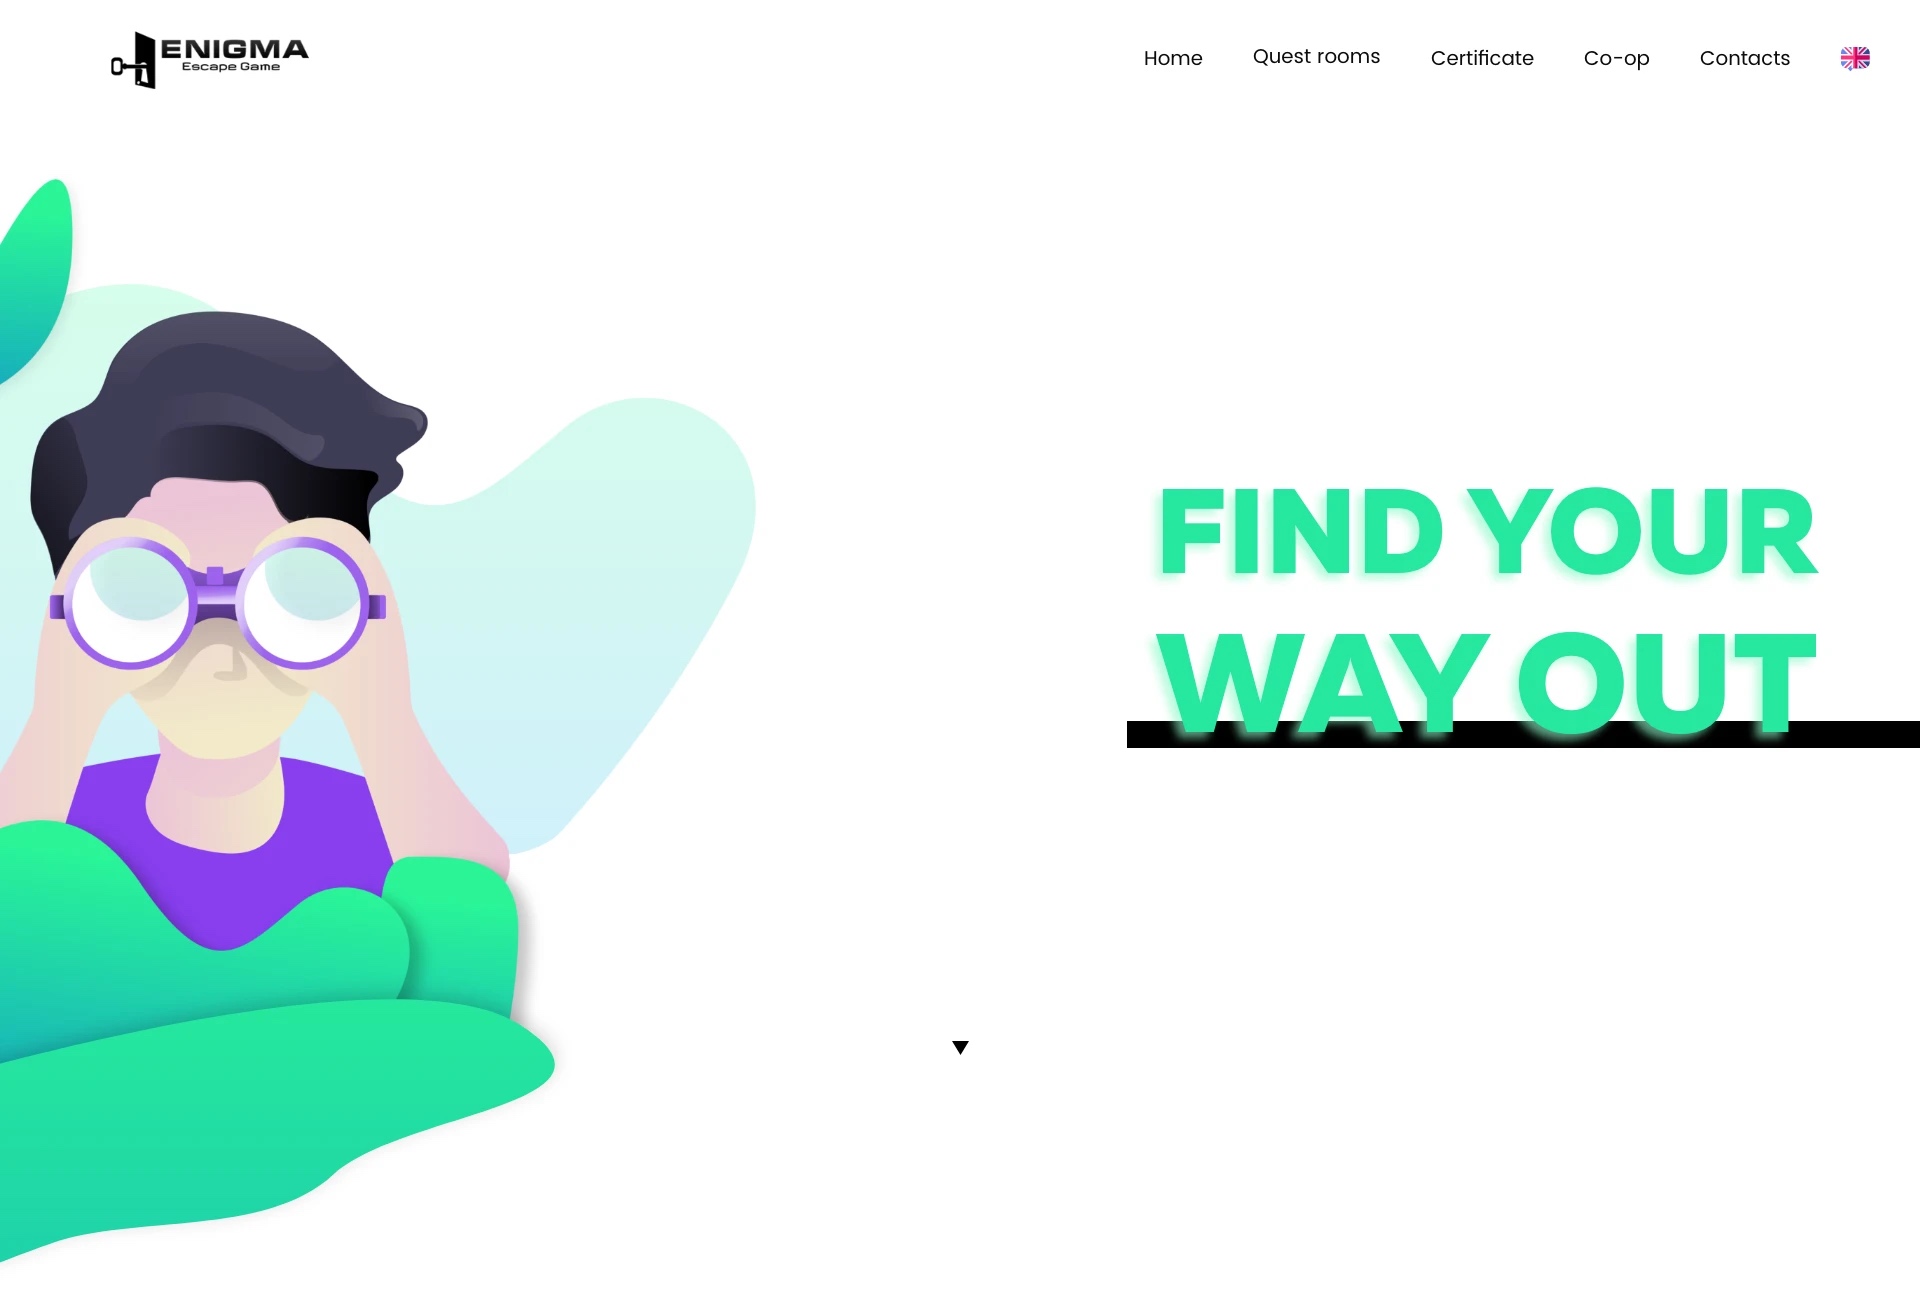 ENIGMA
Escape Game
Home
Quest rooms
Certificate
Co-op
Contacts
FIND YOUR
WAY OUT